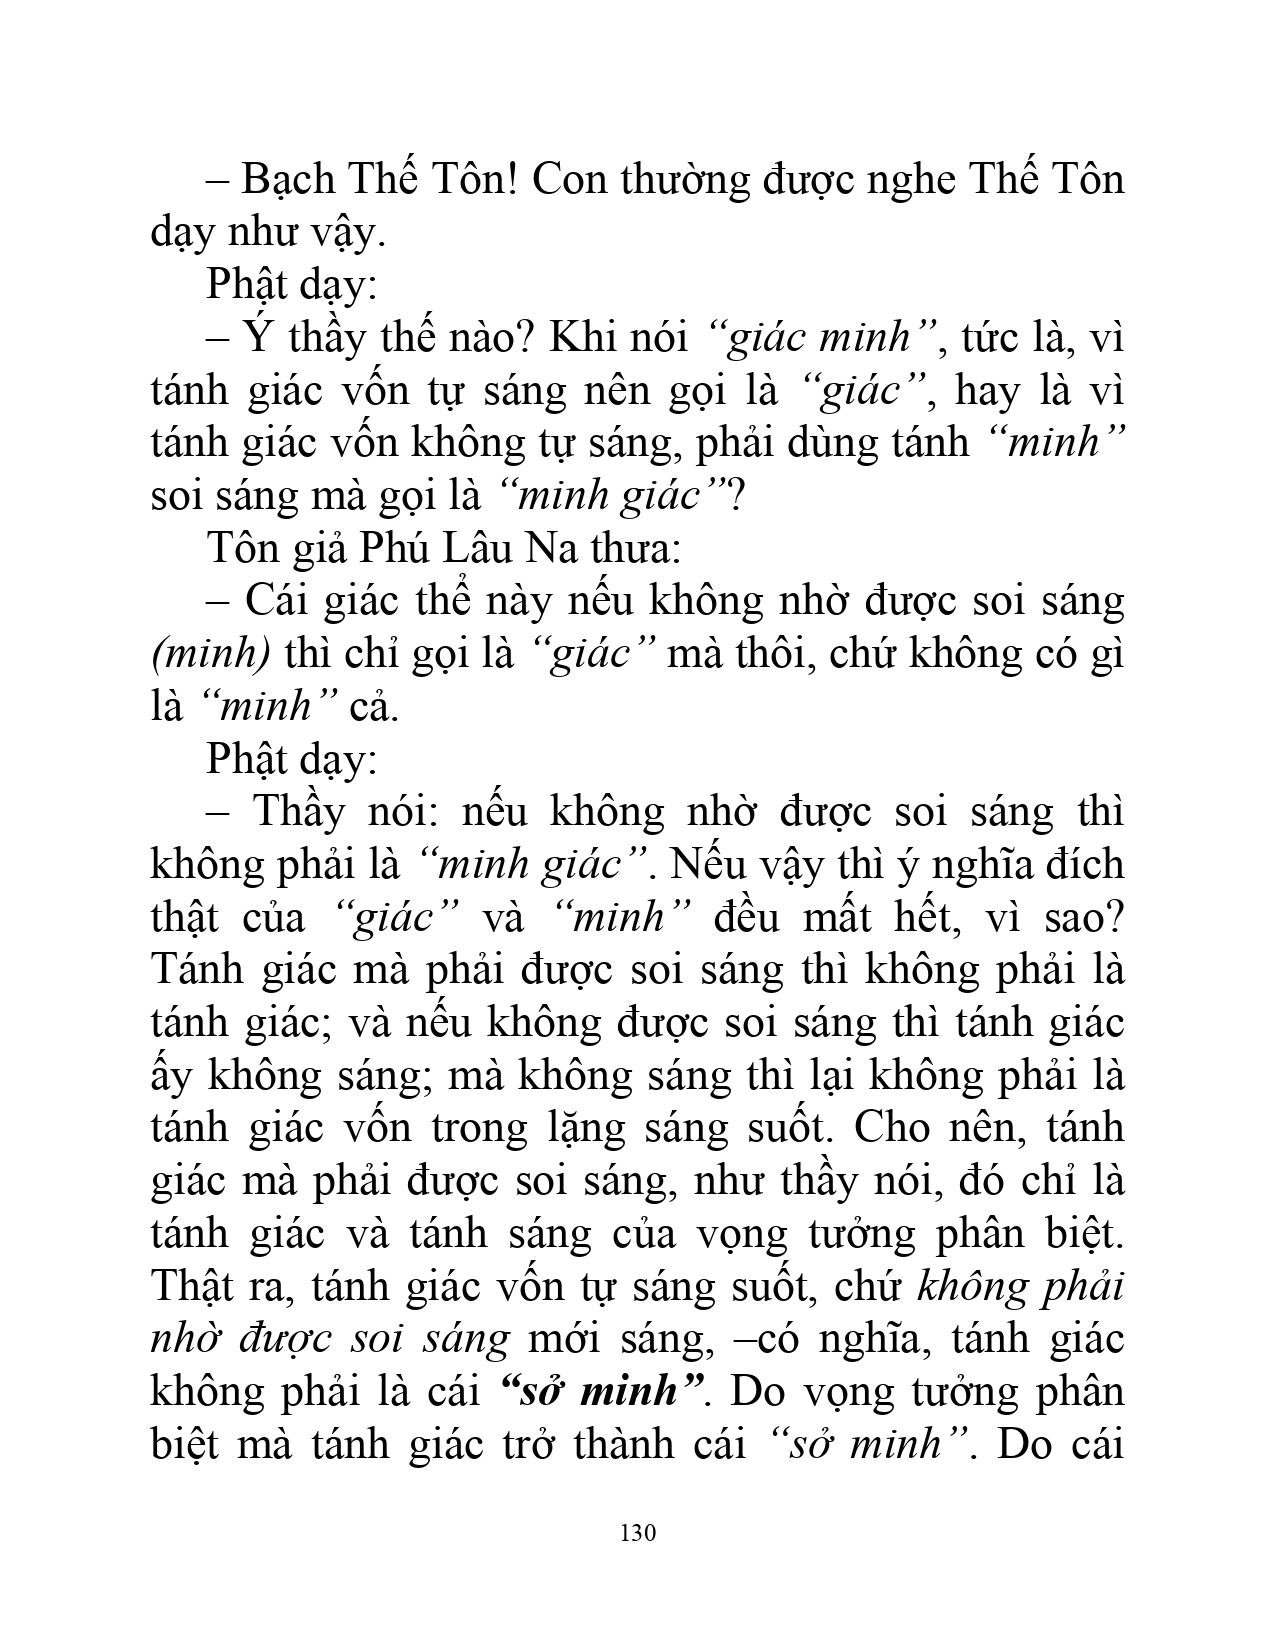 – Bạch Thế Tôn! Con thường được nghe Thế Tôn
dạy như vậy.
Phật dạy:
– Ý thầy thế nào? Khi nói “giác minh”, tức là, vì
tánh giác vốn tự sáng nên gọi là “giác”, hay là vì
tánh giác vốn không tự sáng, phải dùng tánh “minh”
soi sáng mà gọi là “minh giác”?
Tôn giả Phú Lâu Na thưa:
– Cái giác thể này nếu không nhờ được soi sáng
(minh) thì chỉ gọi là “giác” mà thôi, chứ không có gì
là “minh” cả.
Phật dạy:
– Thầy nói: nếu không nhờ được soi sáng thì
không phải là “minh giác”. Nếu vậy thì ý nghĩa đích
thật của “giác” và “minh” đều mất hết, vì sao?
Tánh giác mà phải được soi sáng thì không phải là
tánh giác; và nếu không được soi sáng thì tánh giác
ấy không sáng; mà không sáng thì lại không phải là
tánh giác vốn trong lặng sáng suốt. Cho nên, tánh
giác mà phải được soi sáng, như thầy nói, đó chỉ là
tánh giác và tánh sáng của vọng tưởng phân biệt.
Thật ra, tánh giác vốn tự sáng suốt, chứ không phải
nhờ được soi sáng mới sáng, –có nghĩa, tánh giác
không phải là cái “sở minh”. Do vọng tưởng phân
biệt mà tánh giác trở thành cái “sở minh”. Do cái
130